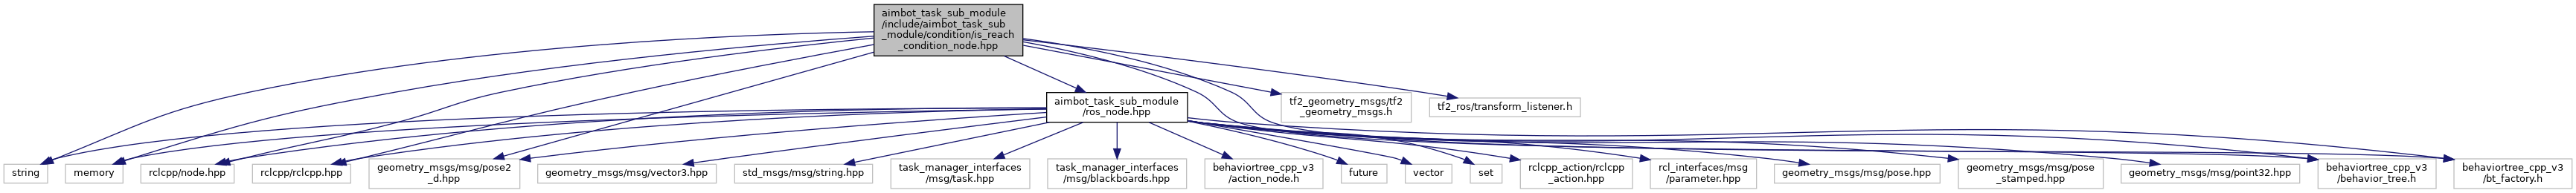 aimbot_task_sub_module
/include/aimbot_task_sub
_module/condition/is_reach
_condition_node.hpp
aimbot_task_sub_module
/ros_node.hpp
tf2_geometry_msgs/tf2
_geometry_msgs.h
tf2_ros/transform_listener.h
string
memory
rclcpp/node.hpp
rclcpp/rclcpp.hpp
geometry_msgs/msg/pose2
_d.hpp
geometry_msgs/msg/vector3.hpp
std_msgs/msg/string.hpp
task_manager_interfaces
/msg/task.hpp
task_manager_interfaces
/msg/blackboards.hpp
behaviortree_cpp_v3
/action_node.h
future
vector
set
rclcpp_action/rclcpp
_action.hpp
rcl_interfaces/msg
/parameter.hpp
geometry_msgs/msg/pose.hpp
geometry_msgs/msg/pose
_stamped.hpp
geometry_msgs/msg/point32.hpp
behaviortree_cpp_v3
/behavior_tree.h
behaviortree_cpp_v3
/bt_factory.h